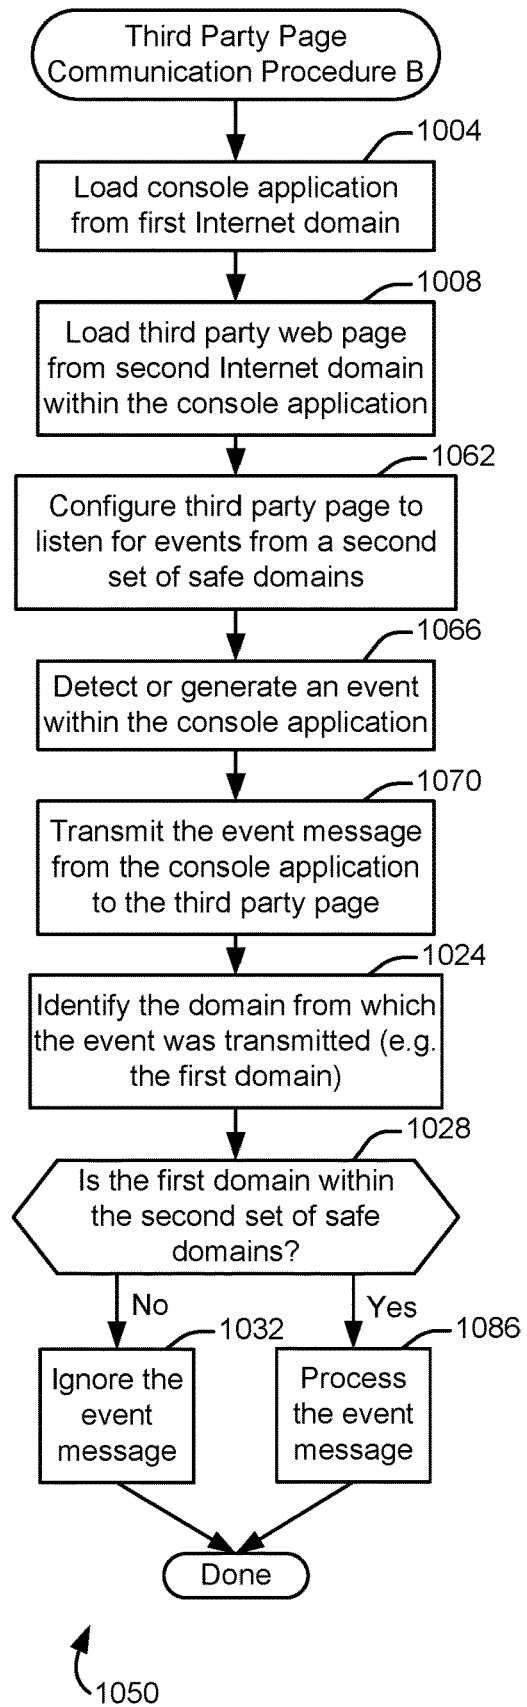 Third Party Page
Communication Procedure B
1004
Load console application
from first Internet domain
1008
Load third party web page
from second Internet domain
within the console application
1062
Configure third party page to
listen for events from a second
set of safe domains
1066
Detect or generate an event
within the console application
1070
Transmit the event message
from the console application
to the third party page
1024
Identify the domain from which
the event was transmitted (e.g.
the first domain)
1028
Is the first domain within
the second set of safe
domains?
No
Yes
1032
1086
Ignore the
event
message
Process
the event
message
Done
1050